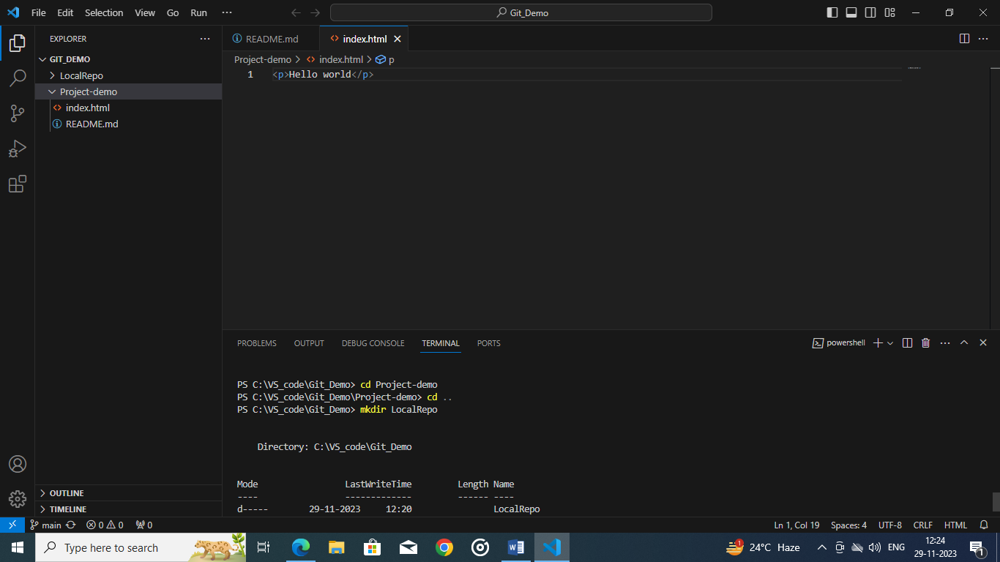 File Edit Selection View Go Run ··· Git_Demo
EXPLORER ···
README.md index.html
GIT_DEMO
Project-demo > index.html > p
LocalRepo
1 <p>Hello world</p>
Project-demo
index.html
README.md
PROBLEMS OUTPUT DEBUG CONSOLE TERMINAL PORTS powershell
PS C:\VS_code\Git_Demo> cd Project-demo
PS C:\VS_code\Git_Demo\Project-demo> cd ..
PS C:\VS_code\Git_Demo> mkdir LocalRepo
Directory: C:\VS_code\Git_Demo
Mode LastWriteTime Length Name
---- ------------- ------ ----
d----- 29-11-2023 12:20 LocalRepo
OUTLINE
TIMELINE
main 0 0 0 Ln 1, Col 19 Spaces: 4 UTF-8 CRLF HTML
Type here to search 1 24°C Haze ENG 12:24
29-11-2023 1